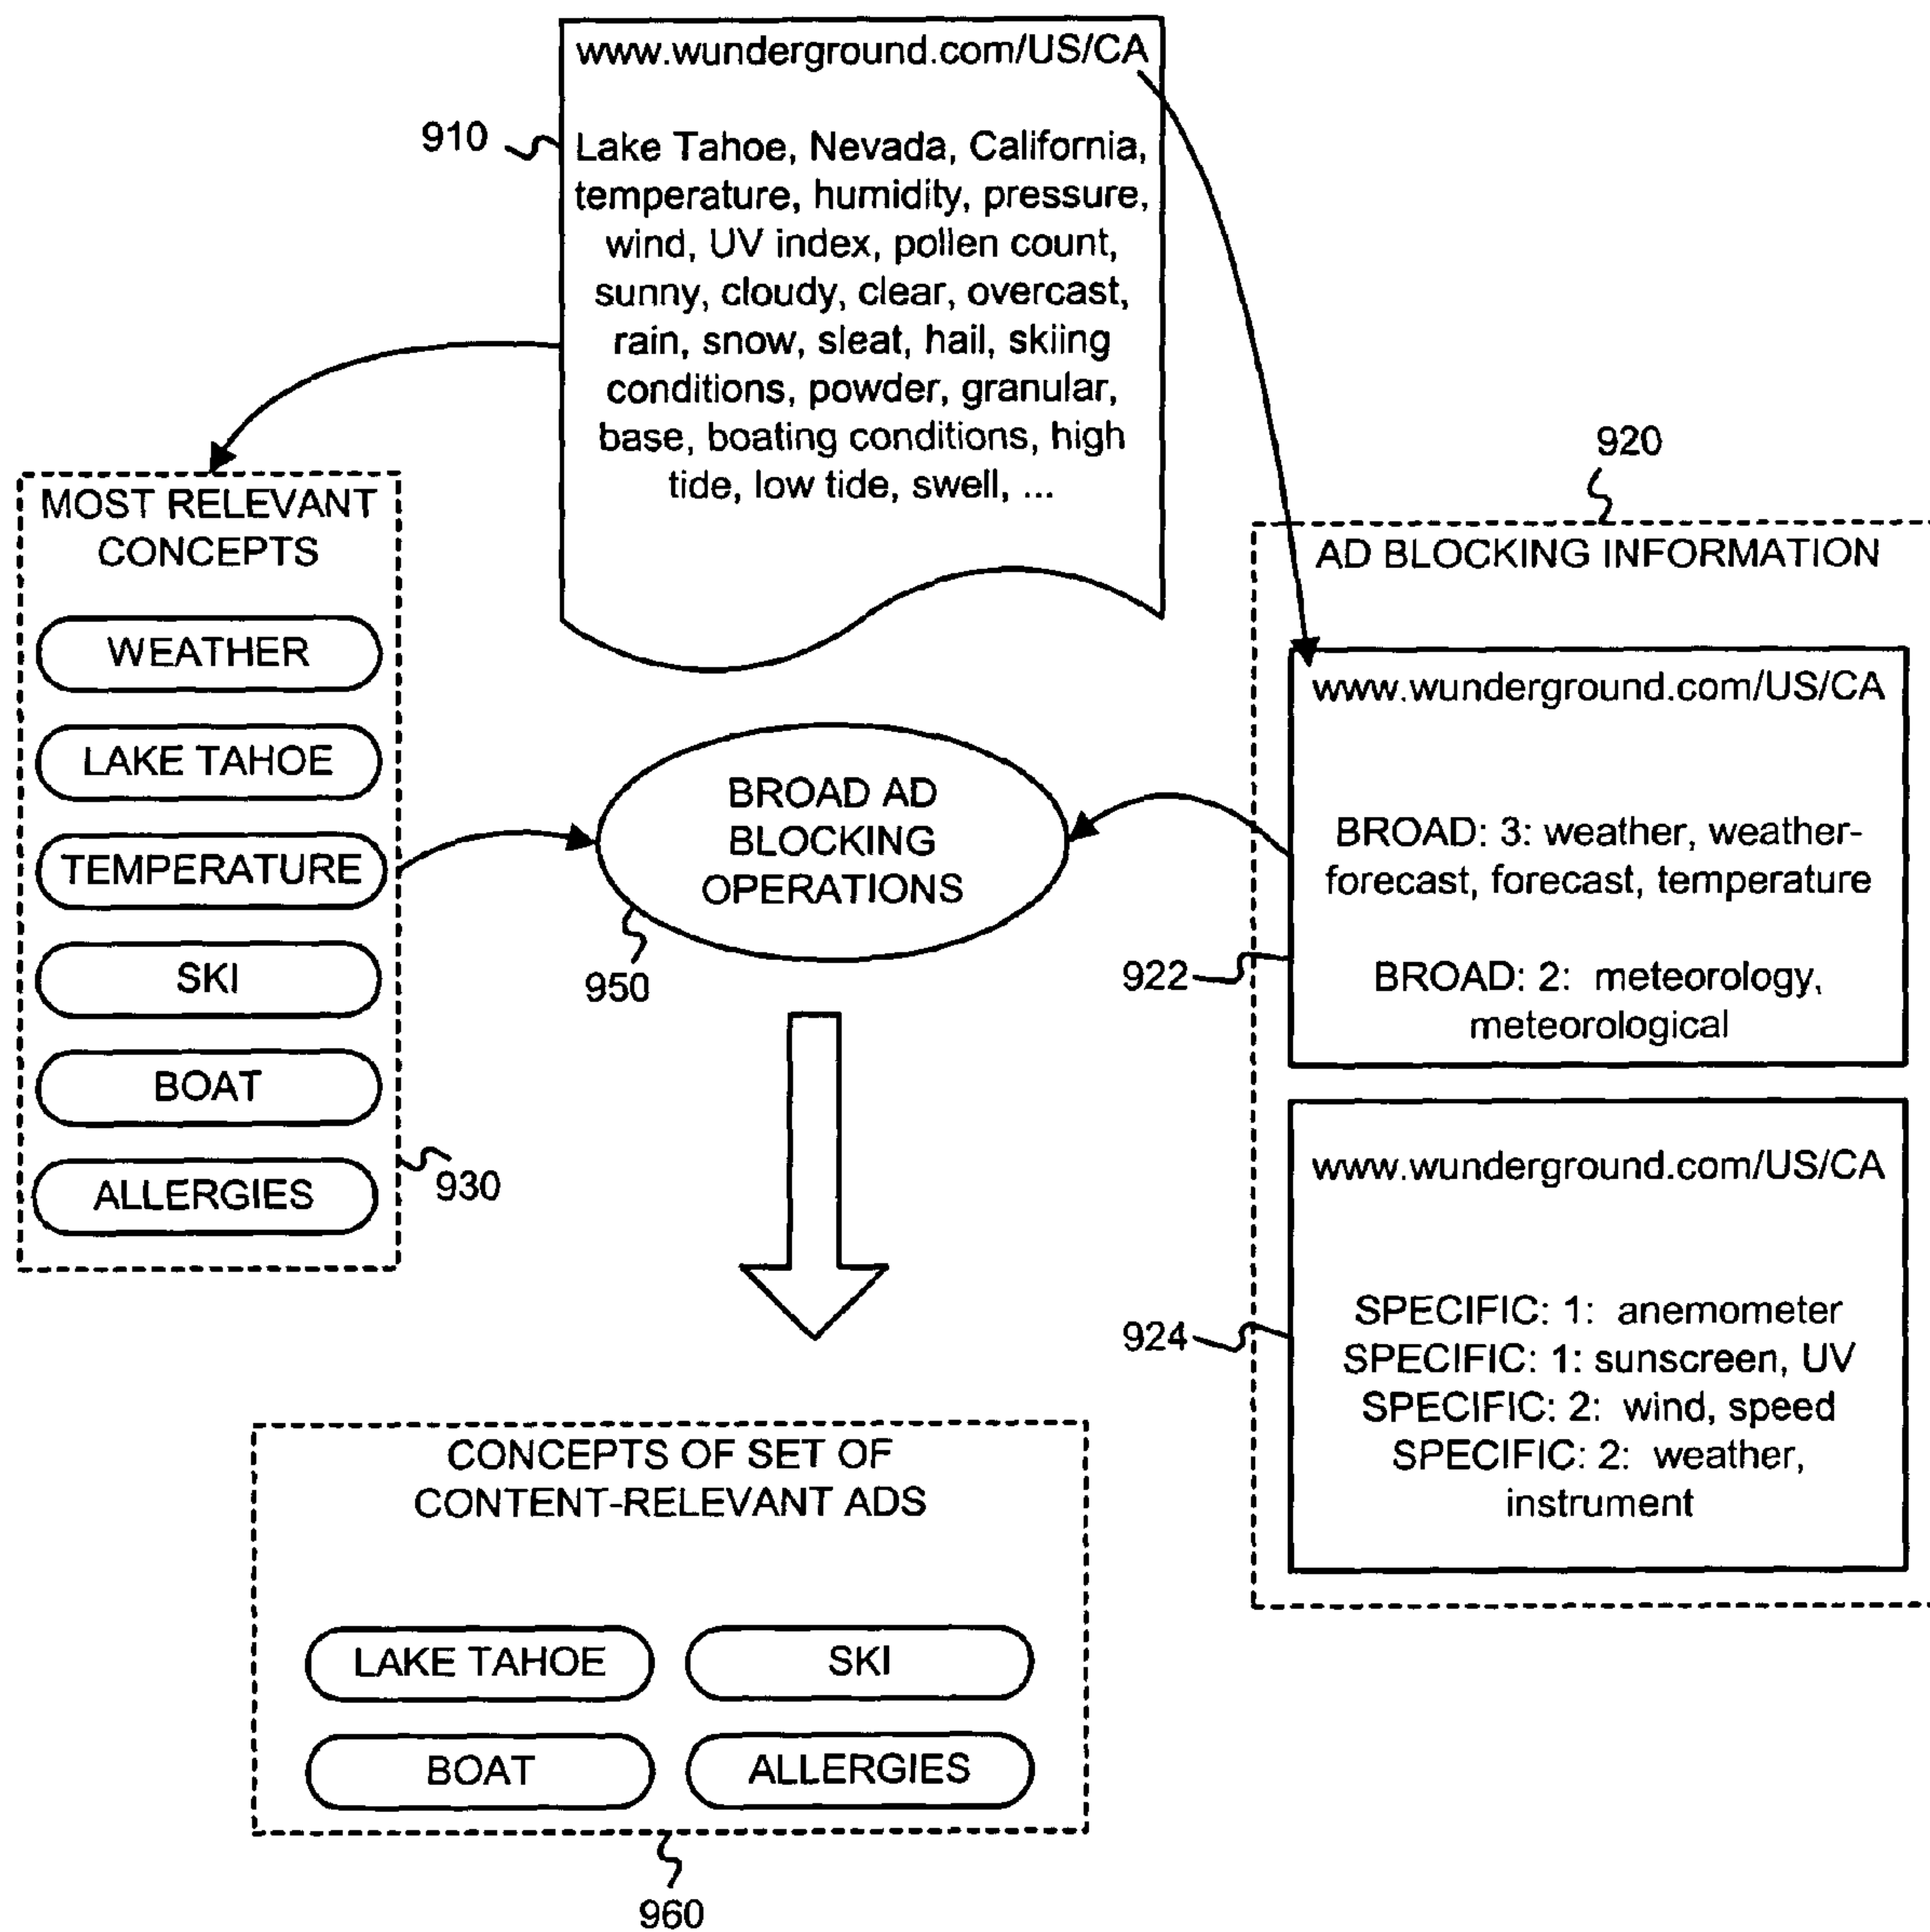 www.wunderground.com/US/CA
910
Lake Tahoe, Nevada, California,
temperature, humidity, pressure,
wind, UV index, pollen count,
sunny, cloudy, clear, overcast,
rain, snow, sleat, hail, skiing
conditions, powder, granular,
base, boating conditions, high
tide, low tide, swell, ...
MOST RELEVANT
CONCEPTS
WEATHER
LAKE TAHOE
TEMPERATURE
SKI
BOAT
ALLERGIES
930
BROAD AD
BLOCKING
OPERATIONS
950
920
AD BLOCKING INFORMATION
www.wunderground.com/US/CA
BROAD: 3: weather, weather-
forecast, forecast, temperature
922
BROAD: 2: meteorology,
meteorological
www.wunderground.com/US/CA
924
SPECIFIC: 1: anemometer
SPECIFIC: 1: sunscreen, UV
SPECIFIC: 2: wind, speed
SPECIFIC: 2: weather,
instrument
CONCEPTS OF SET OF
CONTENT-RELEVANT ADS
LAKE TAHOE
SKI
BOAT
ALLERGIES
960